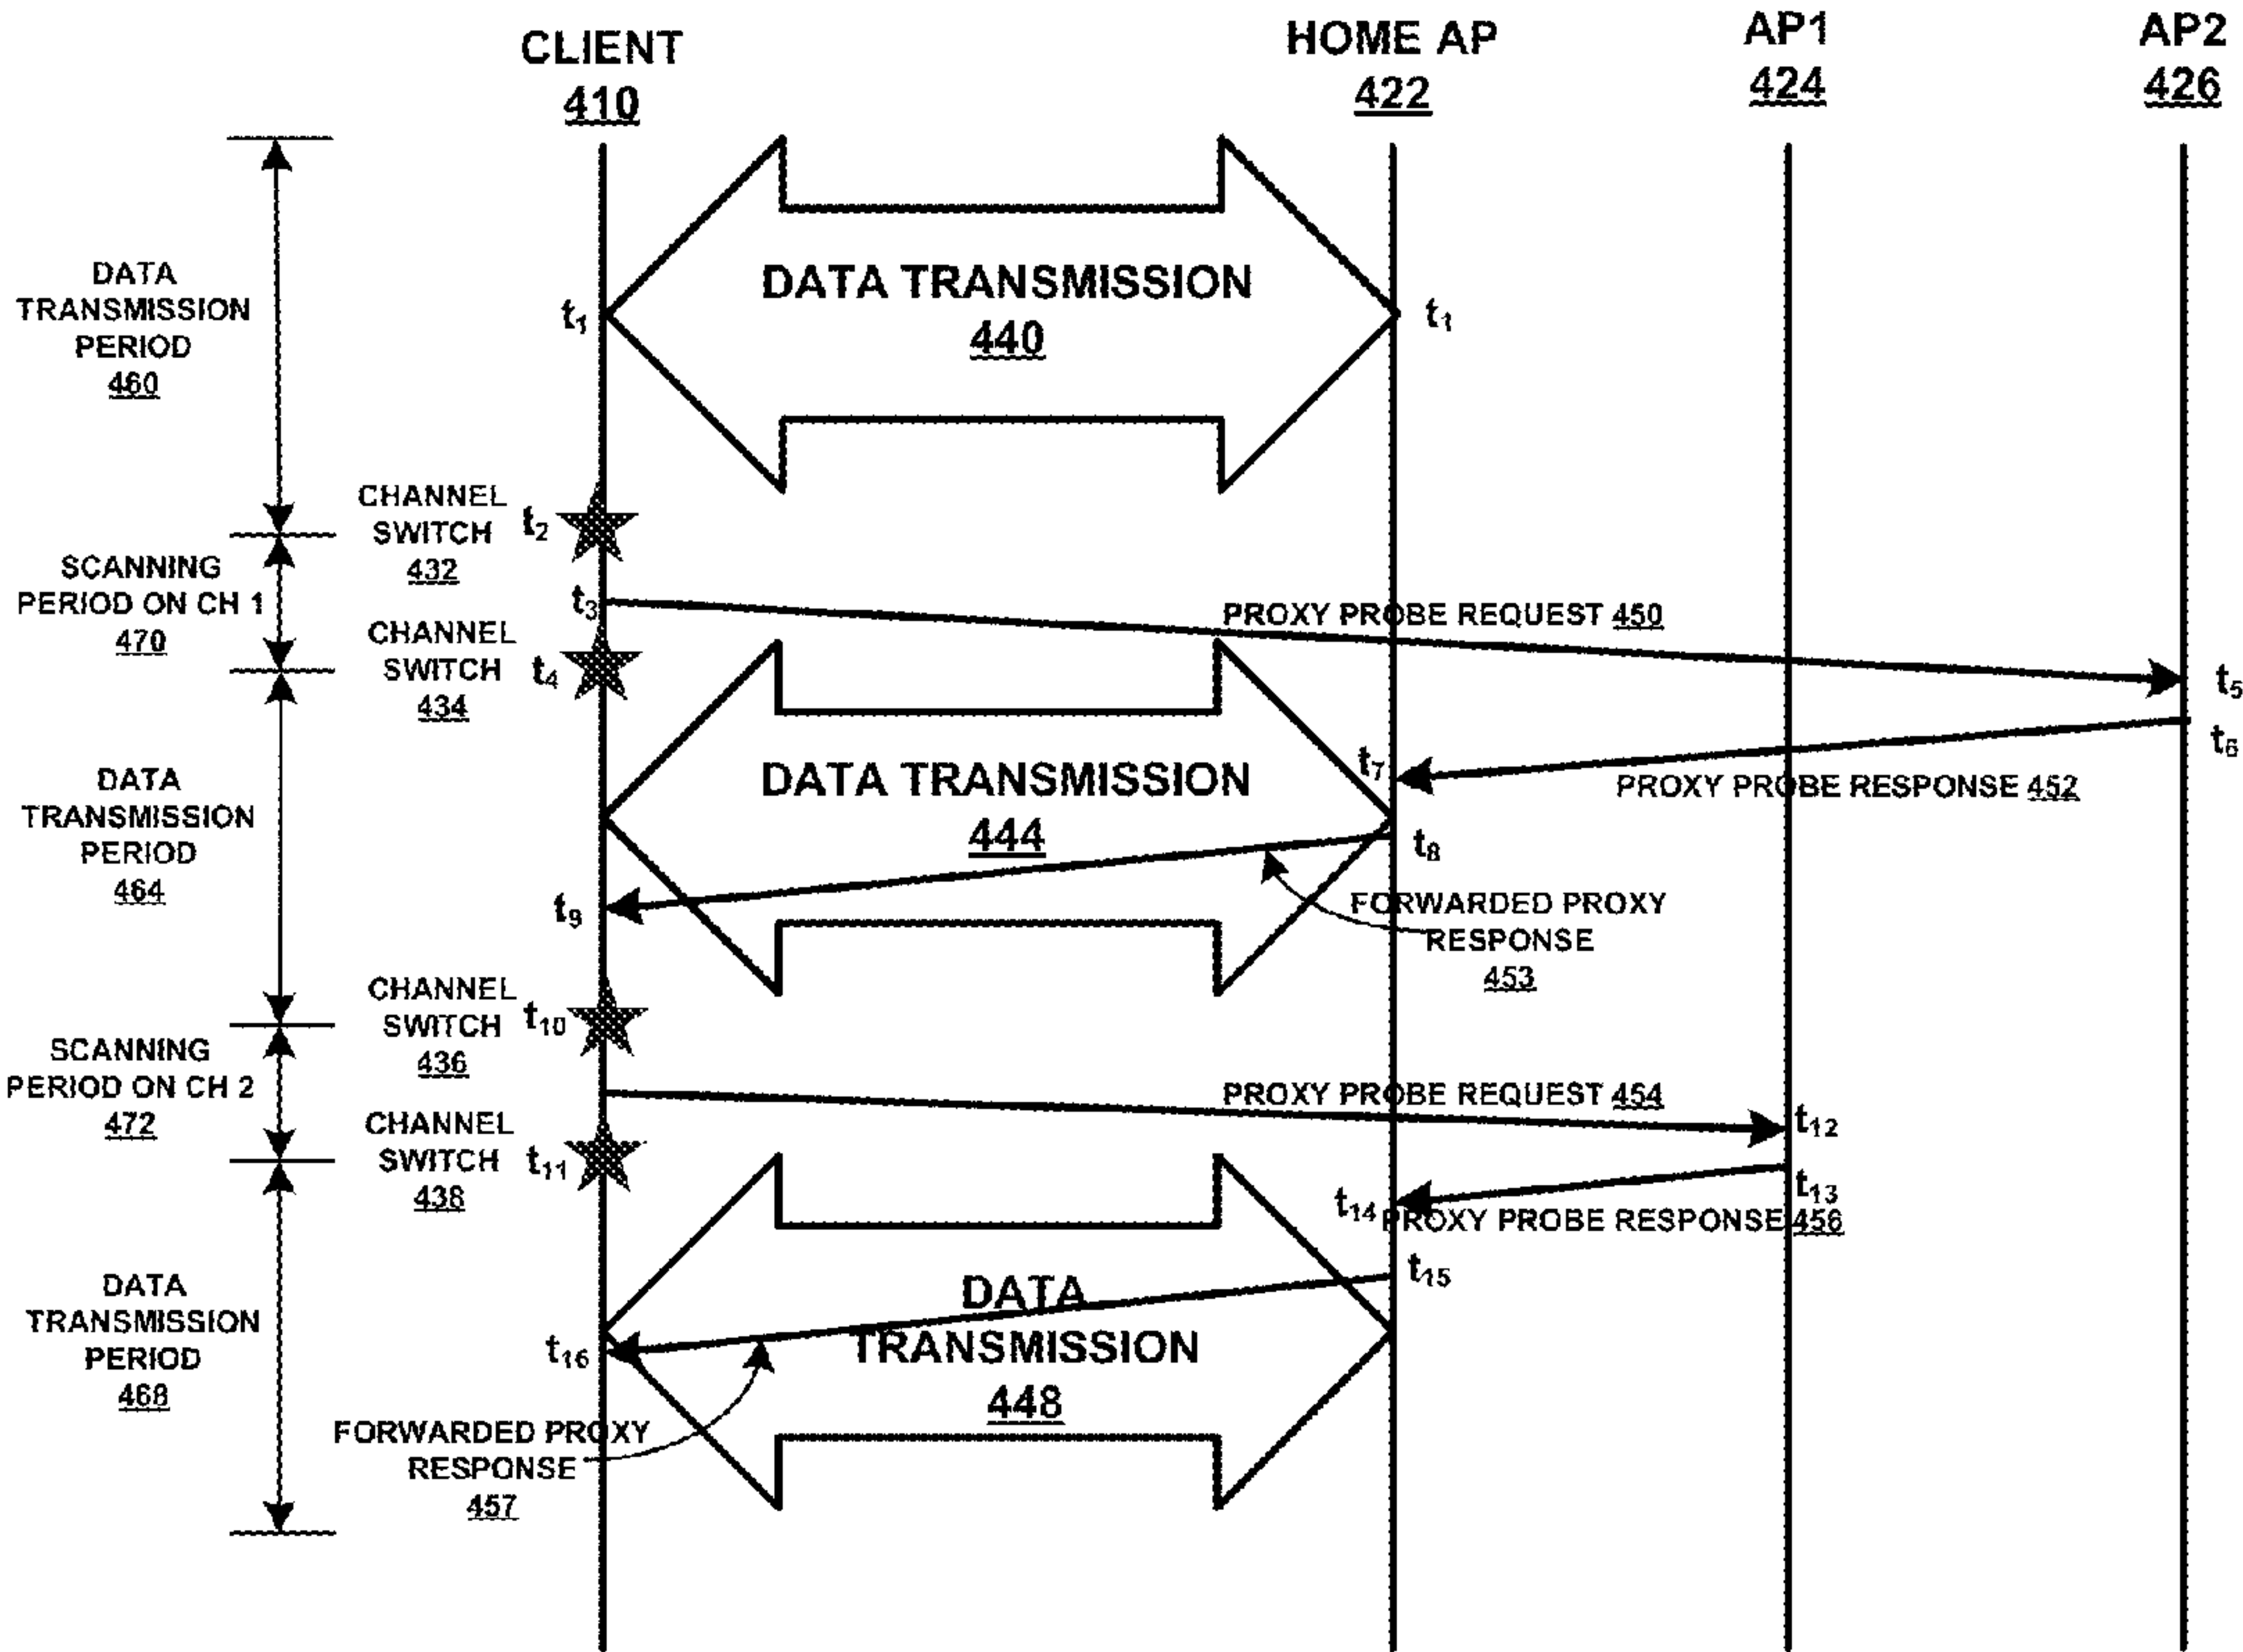 CLIENT
410
HOME AP
422
AP1
424
AP2
426
DATA
TRANSMISSION
PERIOD
460
t1
DATA TRANSMISSION
440
t1
CHANNEL
SWITCH
432
t2
SCANNING
PERIOD ON CH 1
470
t3
PROXY PROBE REQUEST 450
CHANNEL
SWITCH
434
t4
t5
t6
DATA
TRANSMISSION
PERIOD
464
DATA TRANSMISSION
444
t7
PROXY PROBE RESPONSE 452
t8
t9
FORWARDED PROXY
RESPONSE
453
CHANNEL
SWITCH
436
t10
SCANNING
PERIOD ON CH 2
472
PROXY PROBE REQUEST 454
t12
CHANNEL
SWITCH
438
t11
t13
t14
PROXY PROBE RESPONSE 456
t15
DATA
TRANSMISSION
PERIOD
468
DATA
TRANSMISSION
448
t16
FORWARDED PROXY
RESPONSE
457